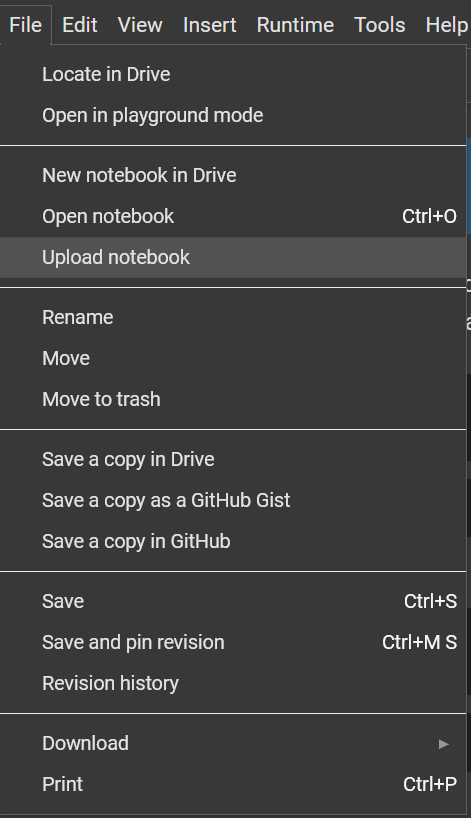 File Edit View Insert Runtime Tools Help
Locate in Drive
Open in playground mode
New notebook in Drive
Open notebook Ctrl+O
Upload notebook
Rename
Move
Move to trash
Save a copy in Drive
Save a copy as a GitHub Gist
Save a copy in GitHub
Save Ctrl+S
Save and pin revision Ctrl+M S
Revision history
Download
Print Ctrl+P